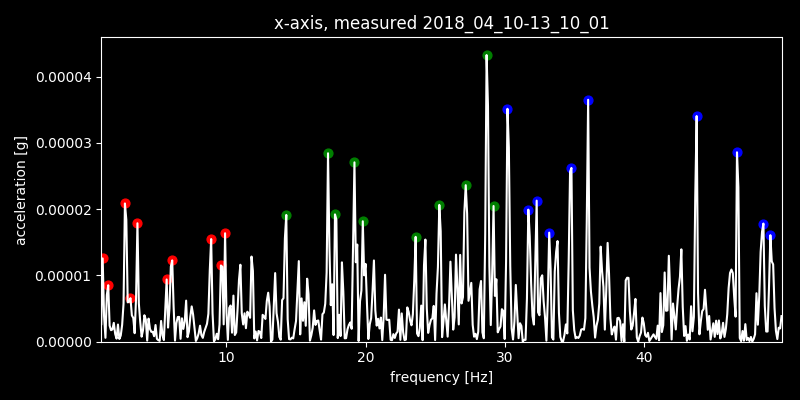 x-axis, measured 2018_04_10-13_10_01
acceleration [g]
0.00004
0.00003
0.00002
0.00001
0.00000
10 20 30 40
frequency [Hz]